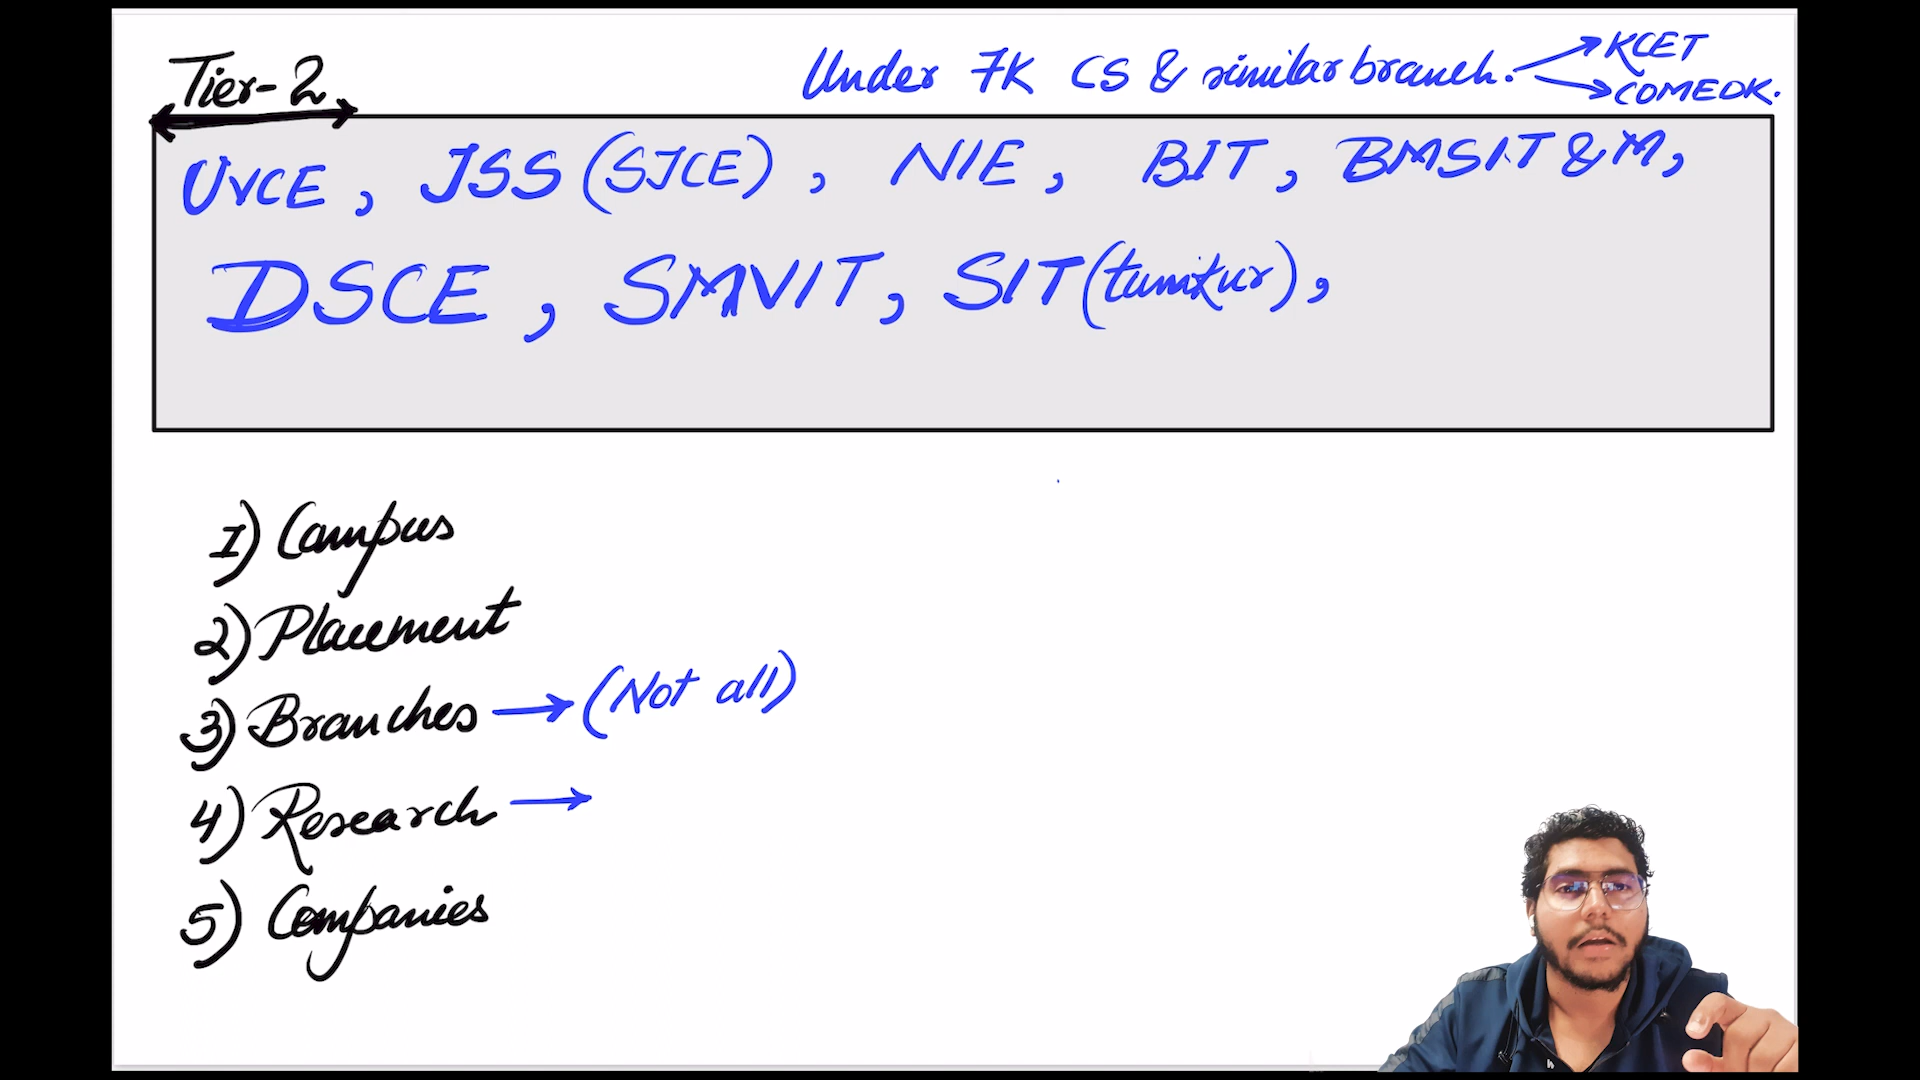 Tier-2
Under 7K CS & similar branch. → KCET
→ COMEDK.
UVCE, JSS (SJCE), NIE, BIT, BMSIT & M,
DSCE, SMVIT, SIT (tumkur),
1) Campus
2) Placement
3) Branches → (Not all)
4) Research →
5) Companies